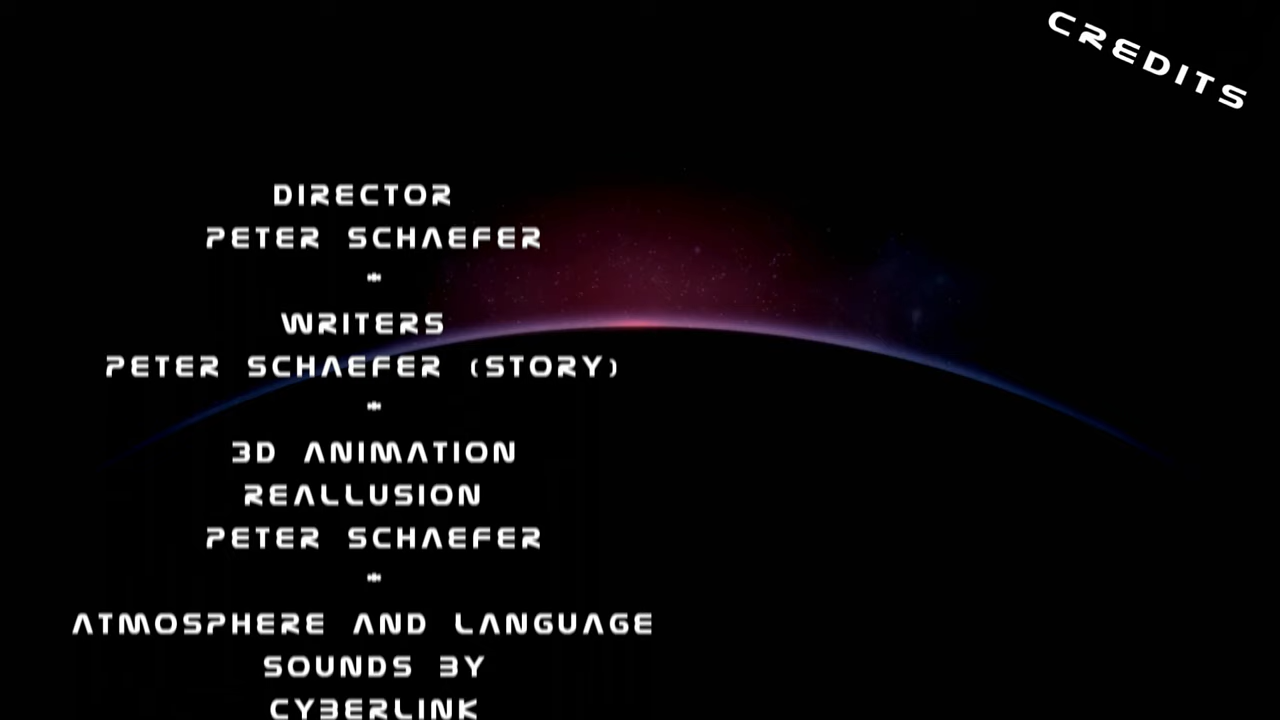 CREDITS
DIRECTOR
PETER SCHAEFER
*
WRITERS
PETER SCHAEFER (STORY)
*
3D ANIMATION
REALLUSION
PETER SCHAEFER
*
ATMOSPHERE AND LANGUAGE
SOUNDS BY
CYBERLINK